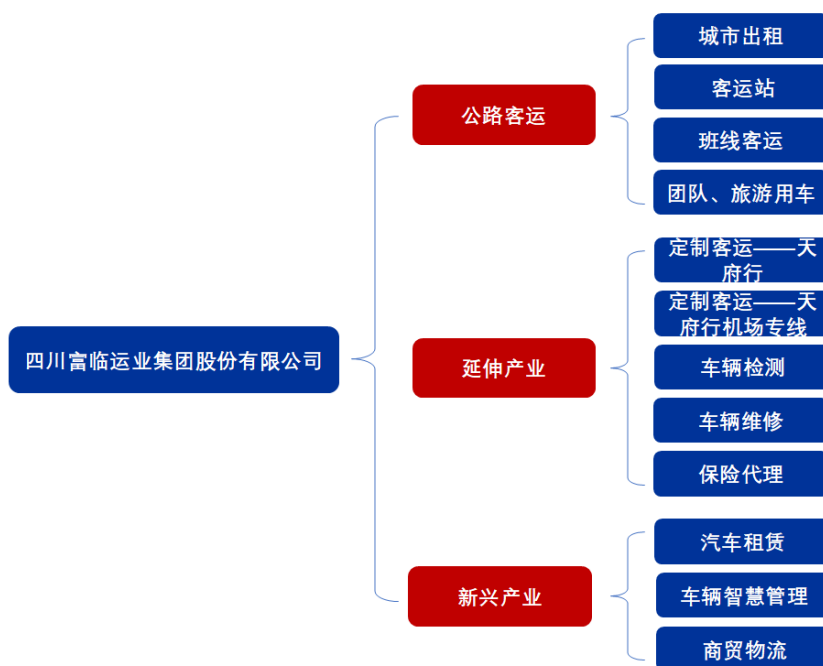 四川富临运业集团股份有限公司
公路客运
城市出租
客运站
班线客运
团队、旅游用车
延伸产业
定制客运——天
府行
定制客运——天
府行机场专线
车辆检测
车辆维修
保险代理
新兴产业
汽车租赁
车辆智慧管理
商贸物流